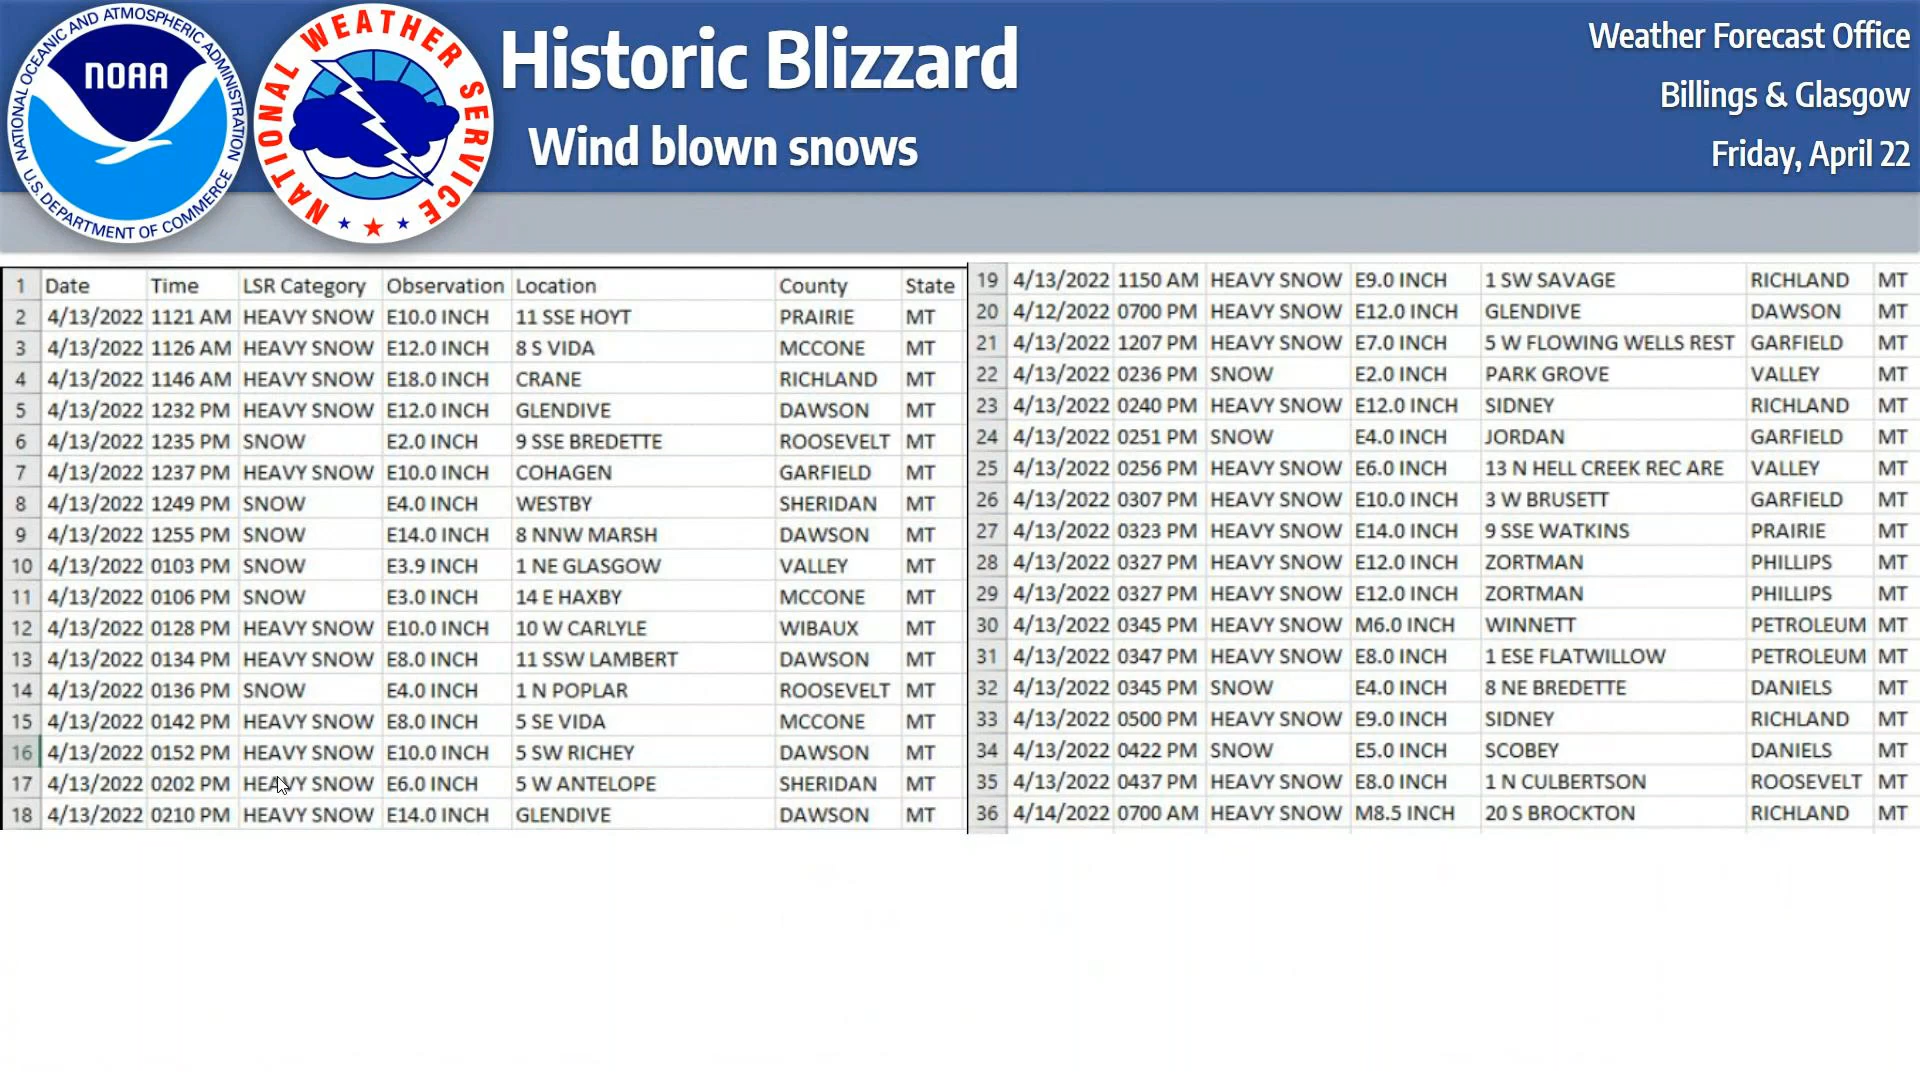 NATIONAL OCEANIC AND ATMOSPHERIC ADMINISTRATION
NOAA
U.S. DEPARTMENT OF COMMERCE
NATIONAL WEATHER SERVICE
Historic Blizzard
Wind blown snows
Weather Forecast Office
Billings & Glasgow
Friday, April 22
1 Date Time LSR Category Observation Location County State
2 4/13/2022 1121 AM HEAVY SNOW E10.0 INCH 11 SSE HOYT PRAIRIE MT
3 4/13/2022 1126 AM HEAVY SNOW E12.0 INCH 8 S VIDA MCCONE MT
4 4/13/2022 1146 AM HEAVY SNOW E18.0 INCH CRANE RICHLAND MT
5 4/13/2022 1232 PM HEAVY SNOW E12.0 INCH GLENDIVE DAWSON MT
6 4/13/2022 1235 PM SNOW E2.0 INCH 9 SSE BREDETTE ROOSEVELT MT
7 4/13/2022 1237 PM HEAVY SNOW E10.0 INCH COHAGEN GARFIELD MT
8 4/13/2022 1249 PM SNOW E4.0 INCH WESTBY SHERIDAN MT
9 4/13/2022 1255 PM SNOW E14.0 INCH 8 NNW MARSH DAWSON MT
10 4/13/2022 0103 PM SNOW E3.9 INCH 1 NE GLASGOW VALLEY MT
11 4/13/2022 0106 PM SNOW E3.0 INCH 14 E HAXBY MCCONE MT
12 4/13/2022 0128 PM HEAVY SNOW E10.0 INCH 10 W CARLYLE WIBAUX MT
13 4/13/2022 0134 PM HEAVY SNOW E8.0 INCH 11 SSW LAMBERT DAWSON MT
14 4/13/2022 0136 PM SNOW E4.0 INCH 1 N POPLAR ROOSEVELT MT
15 4/13/2022 0142 PM HEAVY SNOW E8.0 INCH 5 SE VIDA MCCONE MT
16 4/13/2022 0152 PM HEAVY SNOW E10.0 INCH 5 SW RICHEY DAWSON MT
17 4/13/2022 0202 PM HEAVY SNOW E6.0 INCH 5 W ANTELOPE SHERIDAN MT
18 4/13/2022 0210 PM HEAVY SNOW E14.0 INCH GLENDIVE DAWSON MT
19 4/13/2022 1150 AM HEAVY SNOW E9.0 INCH 1 SW SAVAGE RICHLAND MT
20 4/12/2022 0700 PM HEAVY SNOW E12.0 INCH GLENDIVE DAWSON MT
21 4/13/2022 1207 PM HEAVY SNOW E7.0 INCH 5 W FLOWING WELLS REST GARFIELD MT
22 4/13/2022 0236 PM SNOW E2.0 INCH PARK GROVE VALLEY MT
23 4/13/2022 0240 PM HEAVY SNOW E12.0 INCH SIDNEY RICHLAND MT
24 4/13/2022 0251 PM SNOW E4.0 INCH JORDAN GARFIELD MT
25 4/13/2022 0256 PM HEAVY SNOW E6.0 INCH 13 N HELL CREEK REC ARE VALLEY MT
26 4/13/2022 0307 PM HEAVY SNOW E10.0 INCH 3 W BRUSETT GARFIELD MT
27 4/13/2022 0323 PM HEAVY SNOW E14.0 INCH 9 SSE WATKINS PRAIRIE MT
28 4/13/2022 0327 PM HEAVY SNOW E12.0 INCH ZORTMAN PHILLIPS MT
29 4/13/2022 0327 PM HEAVY SNOW E12.0 INCH ZORTMAN PHILLIPS MT
30 4/13/2022 0345 PM HEAVY SNOW M6.0 INCH WINNETT PETROLEUM MT
31 4/13/2022 0347 PM HEAVY SNOW E8.0 INCH 1 ESE FLATWILLOW PETROLEUM MT
32 4/13/2022 0345 PM SNOW E4.0 INCH 8 NE BREDETTE DANIELS MT
33 4/13/2022 0500 PM HEAVY SNOW E9.0 INCH SIDNEY RICHLAND MT
34 4/13/2022 0422 PM SNOW E5.0 INCH SCOBEY DANIELS MT
35 4/13/2022 0437 PM HEAVY SNOW E8.0 INCH 1 N CULBERTSON ROOSEVELT MT
36 4/14/2022 0700 AM HEAVY SNOW M8.5 INCH 20 S BROCKTON RICHLAND MT